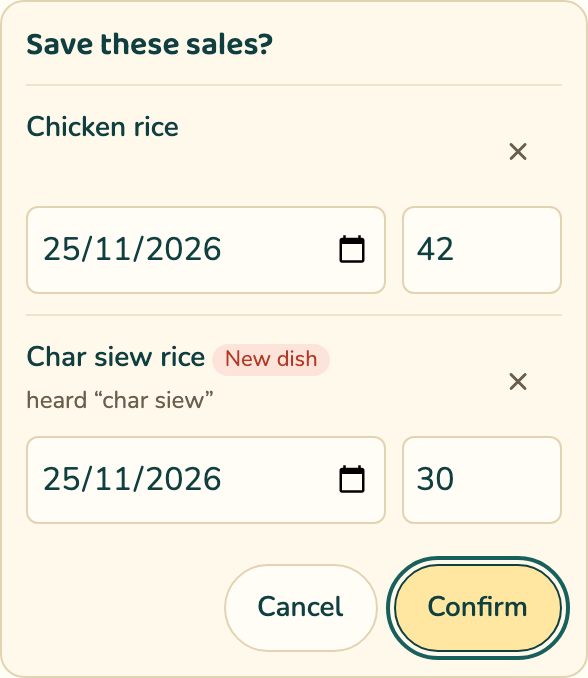 Save these sales?
Chicken rice
×
25/11/2026 42
Char siew rice New dish
heard “char siew”
×
25/11/2026 30
Cancel Confirm